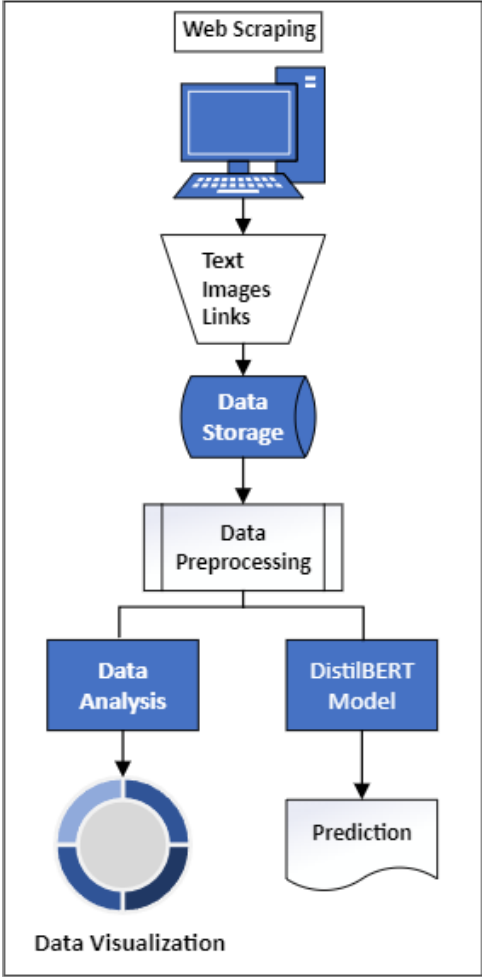 Web Scraping
Text
Images
Links
Data
Storage
Data
Preprocessing
Data
Analysis
DistilBERT
Model
Prediction
Data Visualization